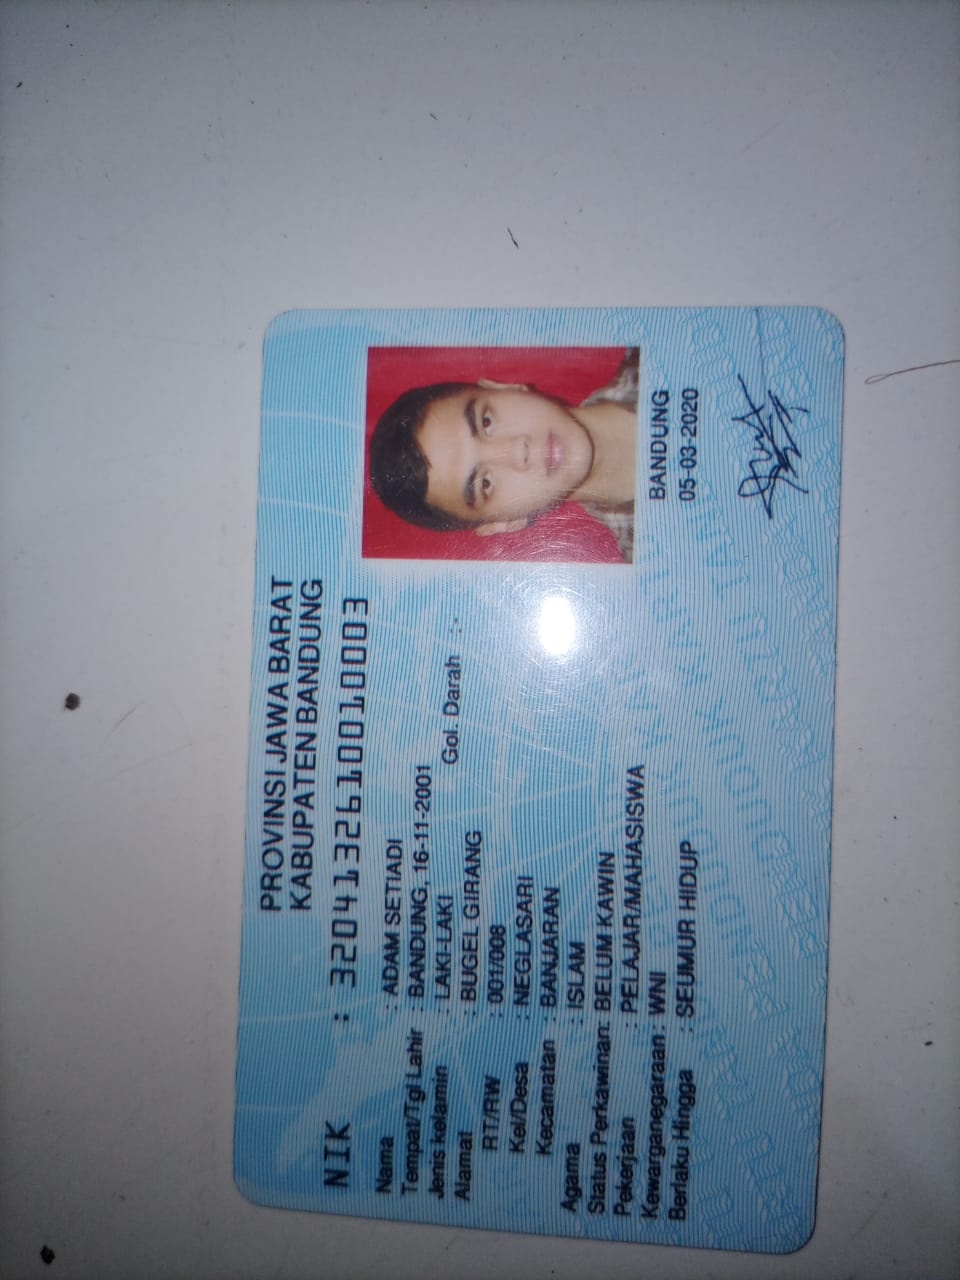 PROVINSI JAWA BARAT
KABUPATEN BANDUNG
NIK : 3204132610010003
Nama : ADAM SETIADI
Tempat/Tgl Lahir : BANDUNG, 16-11-2001
Jenis kelamin : LAKI-LAKI Gol. Darah :-
Alamat : BUGEL GIRANG
RT/RW : 001/008
Kel/Desa : NEGLASARI
Kecamatan : BANJARAN
Agama : ISLAM
Status Perkawinan: BELUM KAWIN
Pekerjaan : PELAJAR/MAHASISWA
Kewarganegaraan : WNI
Berlaku Hingga : SEUMUR HIDUP
BANDUNG
05-03-2020